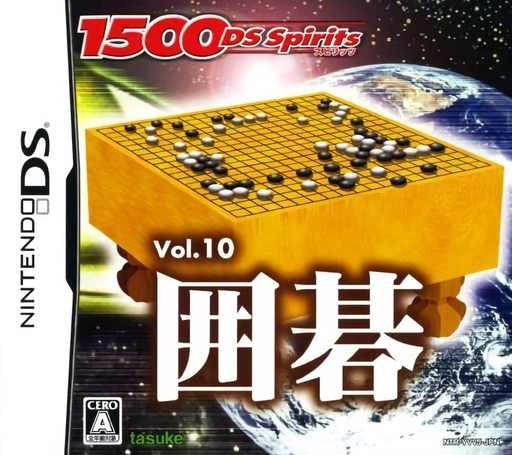 1500 DS Spirits
スピリッツ
NINTENDO DS
Vol.10
囲碁
CERO
A
全年齢対象
tasuke
NTR-YVV5-JPN